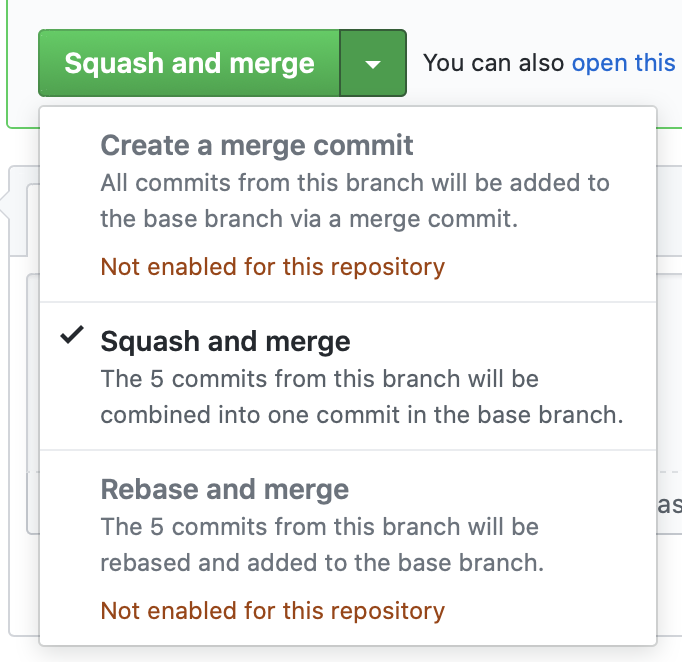 Squash and merge You can also open this
Create a merge commit
All commits from this branch will be added to
the base branch via a merge commit.
Not enabled for this repository
Squash and merge
The 5 commits from this branch will be
combined into one commit in the base branch.
Rebase and merge
The 5 commits from this branch will be
rebased and added to the base branch.
Not enabled for this repository